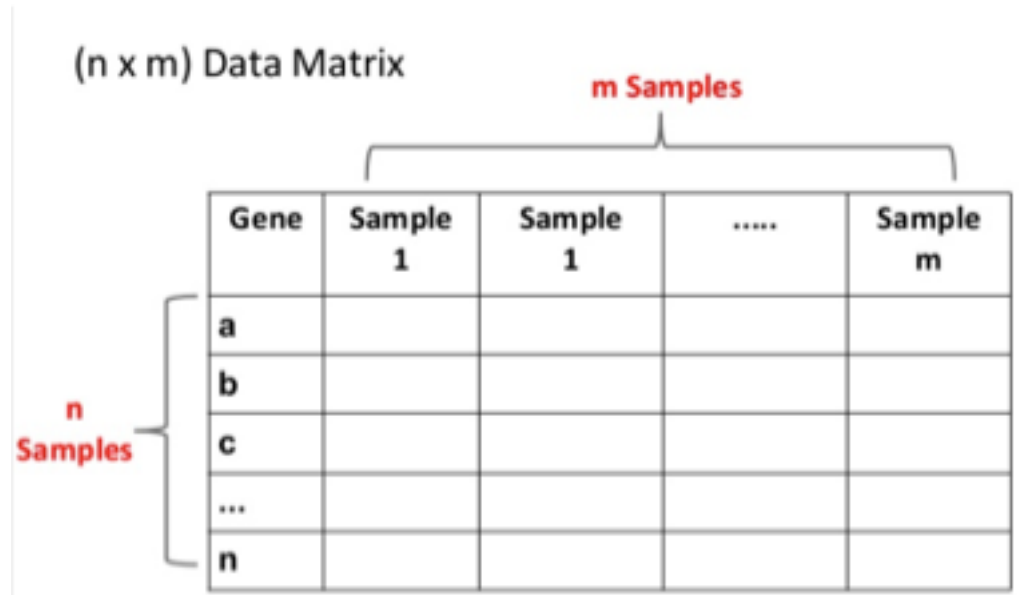 (n x m) Data Matrix
m Samples
Gene Sample 1 Sample 1 ..... Sample m
a
b
n Samples
c
...
n